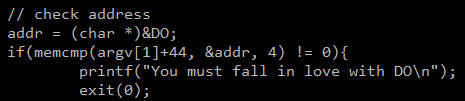 // check address
addr = (char *)&DO;
if(memcmp(argv[1]+44, &addr, 4) != 0){
        printf("You must fall in love with DO\n");
        exit(0);